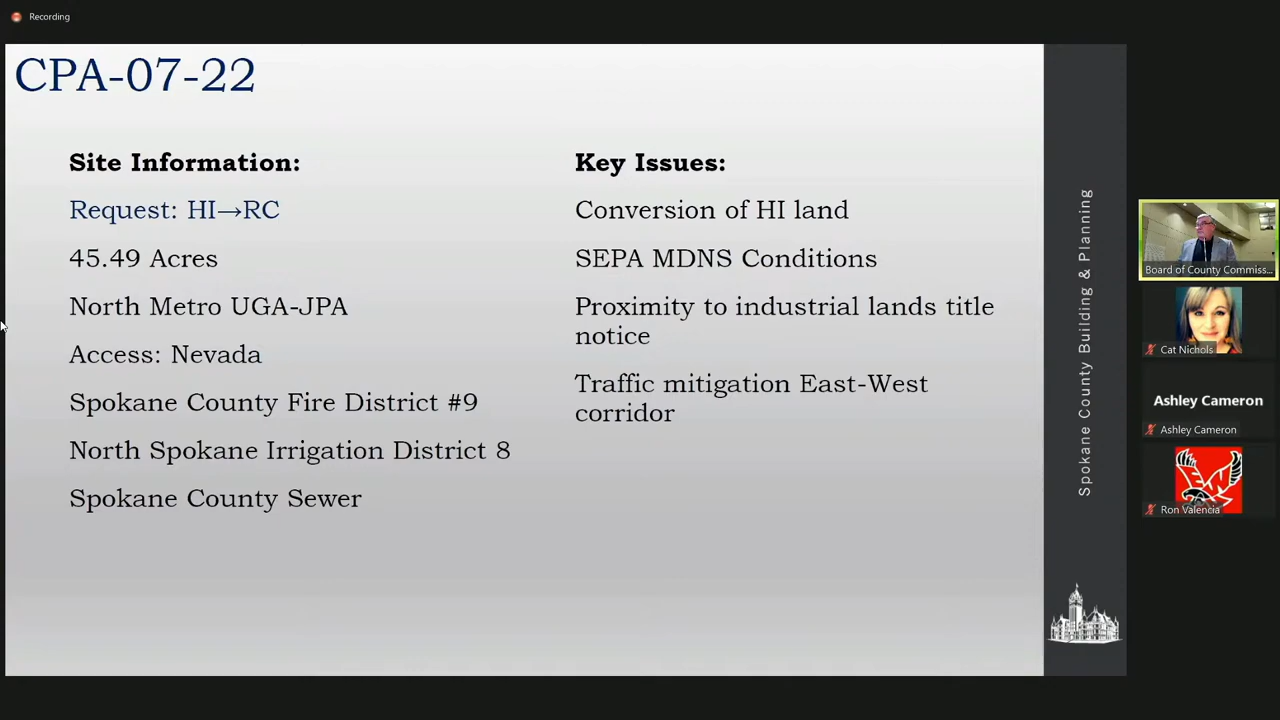 Recording
CPA-07-22
Site Information:
Request: HI→RC
45.49 Acres
North Metro UGA-JPA
Access: Nevada
Spokane County Fire District #9
North Spokane Irrigation District 8
Spokane County Sewer
Key Issues:
Conversion of HI land
SEPA MDNS Conditions
Proximity to industrial lands title
notice
Traffic mitigation East-West
corridor
Spokane County Building & Planning
Board of County Commiss...
Cat Nichols
Ashley Cameron
Ashley Cameron
Ron Valencia